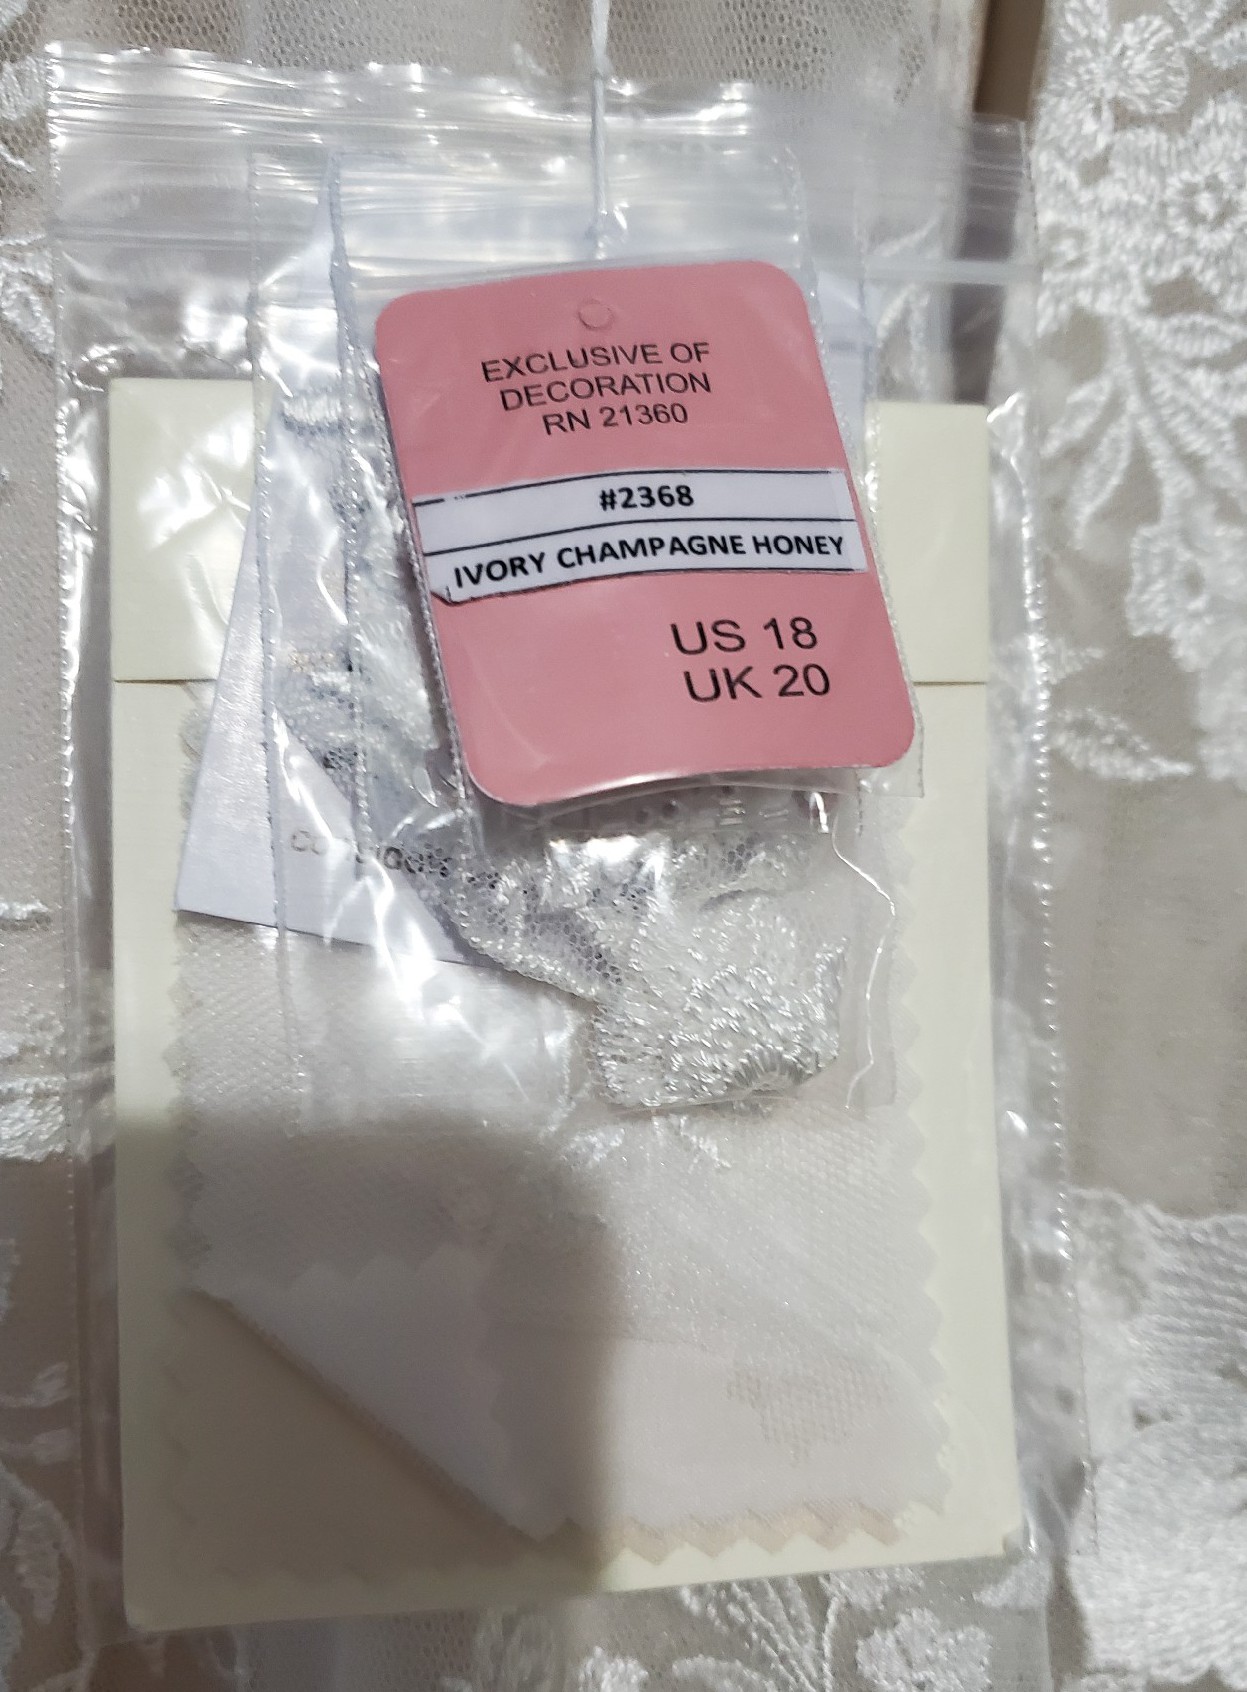 EXCLUSIVE OF
DECORATION
RN 21360
#2368
IVORY CHAMPAGNE HONEY
US 18
UK 20